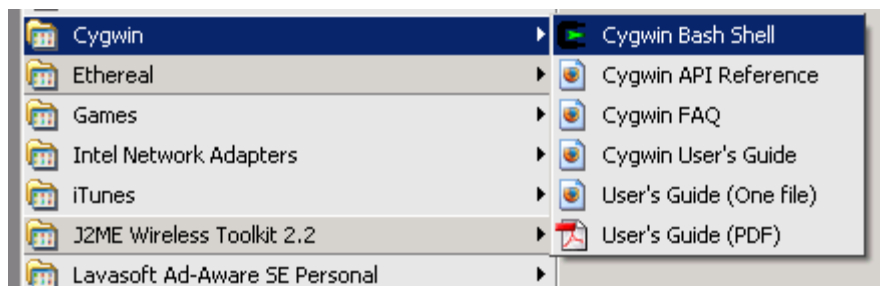 Cygwin
Ethereal
Games
Intel Network Adapters
iTunes
J2ME Wireless Toolkit 2.2
Lavasoft Ad-Aware SE Personal
Cygwin Bash Shell
Cygwin API Reference
Cygwin FAQ
Cygwin User's Guide
User's Guide (One file)
User's Guide (PDF)